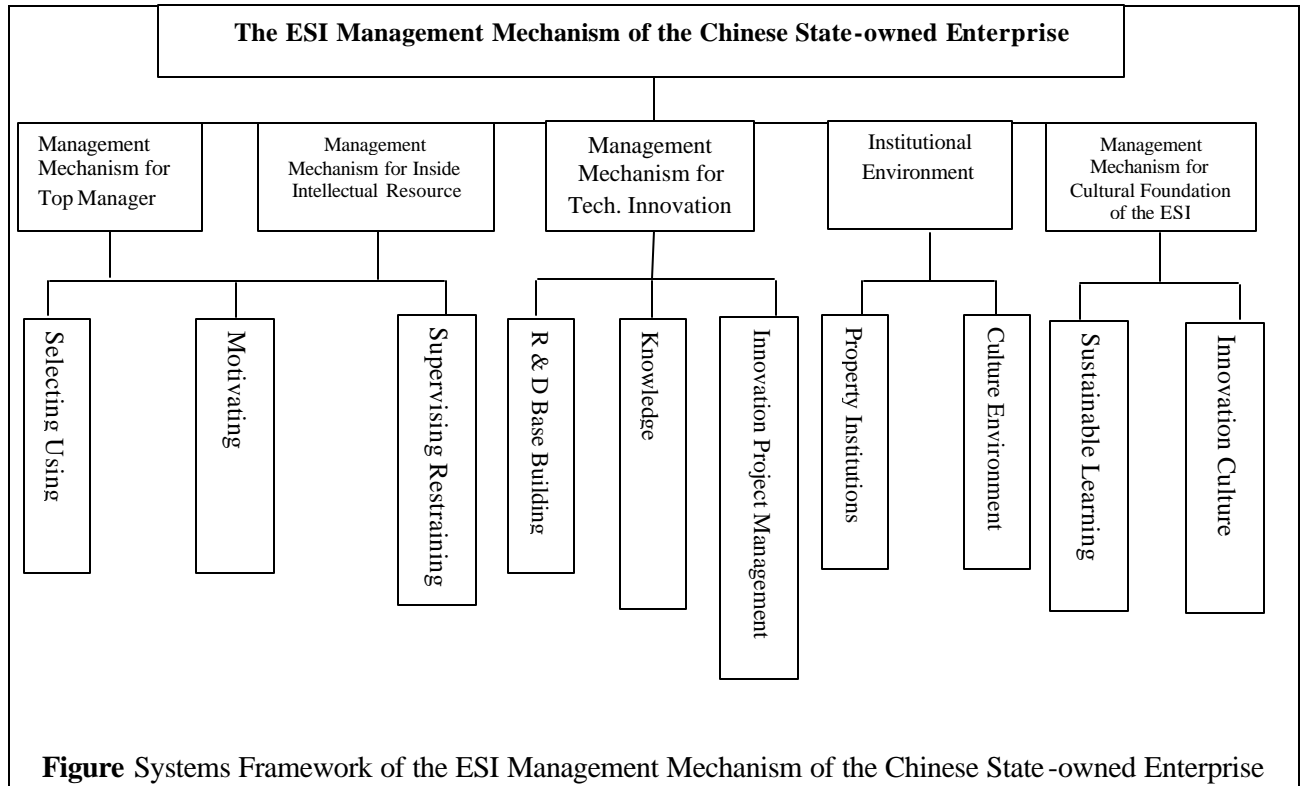 The ESI Management Mechanism of the Chinese State-owned Enterprise
Management
Mechanism for
Top Manager
Management
Mechanism for Inside
Intellectual Resource
Management
Mechanism for
Tech. Innovation
Institutional
Environment
Management
Mechanism for
Cultural Foundation
of the ESI
Selecting Using
Motivating
Supervising Restraining
R & D Base Building
Knowledge
Innovation Project Management
Property Institutions
Culture Environment
Sustainable Learning
Innovation Culture
Figure Systems Framework of the ESI Management Mechanism of the Chinese State-owned Enterprise